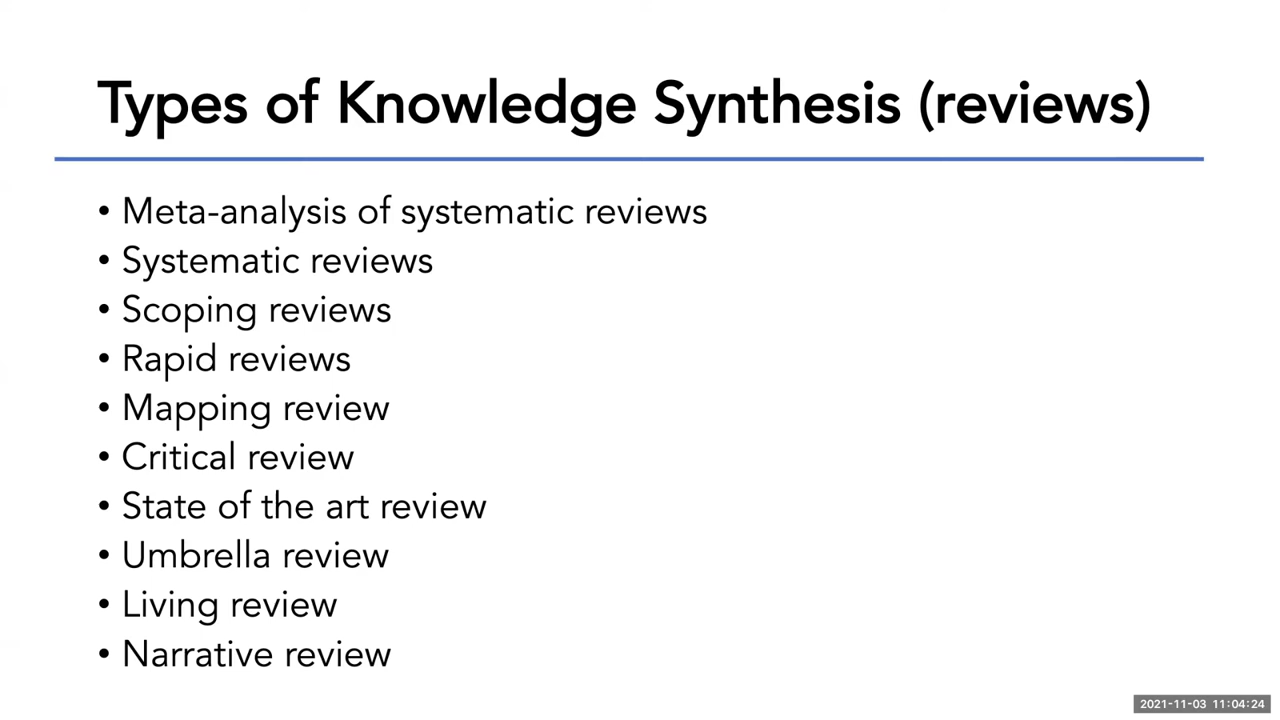 Types of Knowledge Synthesis (reviews)
• Meta-analysis of systematic reviews
• Systematic reviews
• Scoping reviews
• Rapid reviews
• Mapping review
• Critical review
• State of the art review
• Umbrella review
• Living review
• Narrative review
2021-11-03 11:04:24